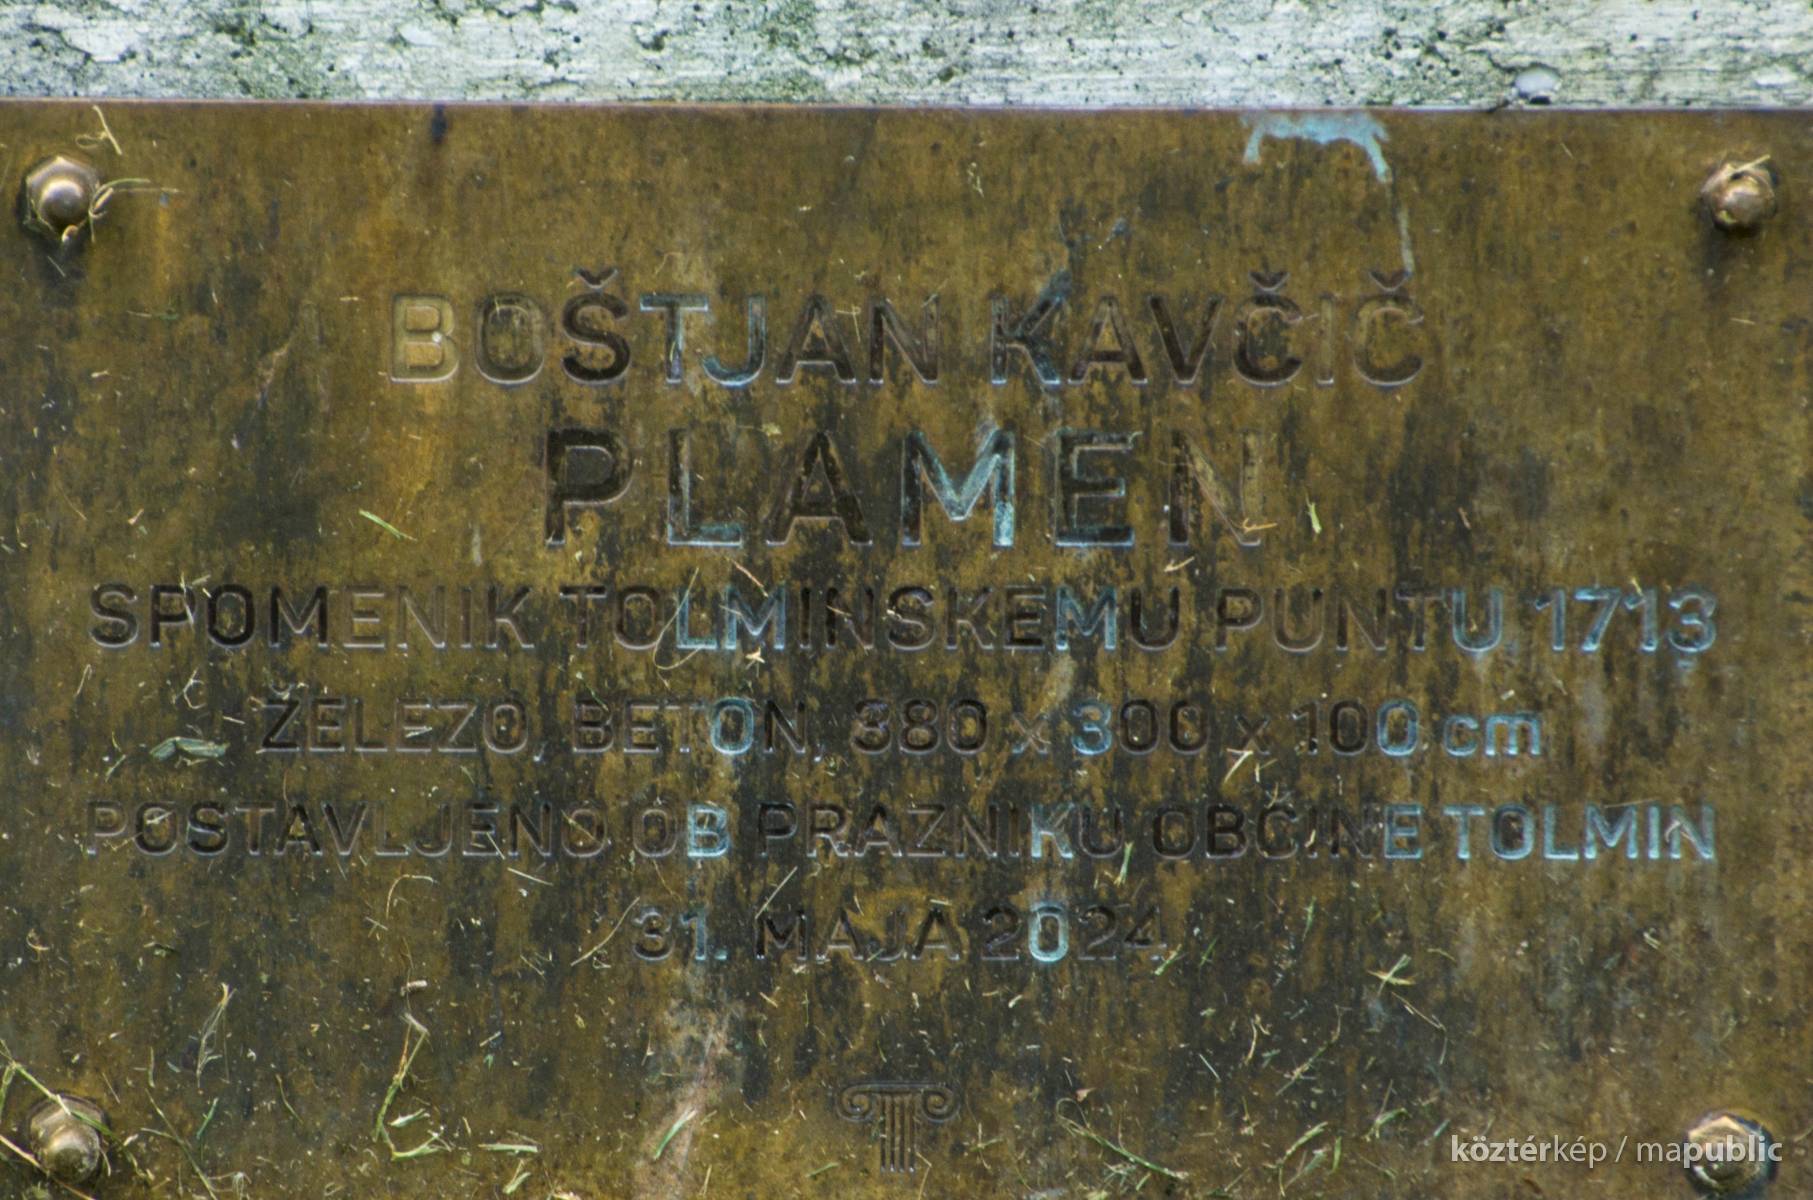 BOŠTJAN KAVČIČ
PLAMEN
SPOMENIK TOLMINSKEMU PUNTU, 1713
ŽELEZO, BETON, 380 x 300 x 100 cm
POSTAVLJENO OB PRAZNIKU OBČINE TOLMIN
31. MAJA 2024
köztérkép / mapublic